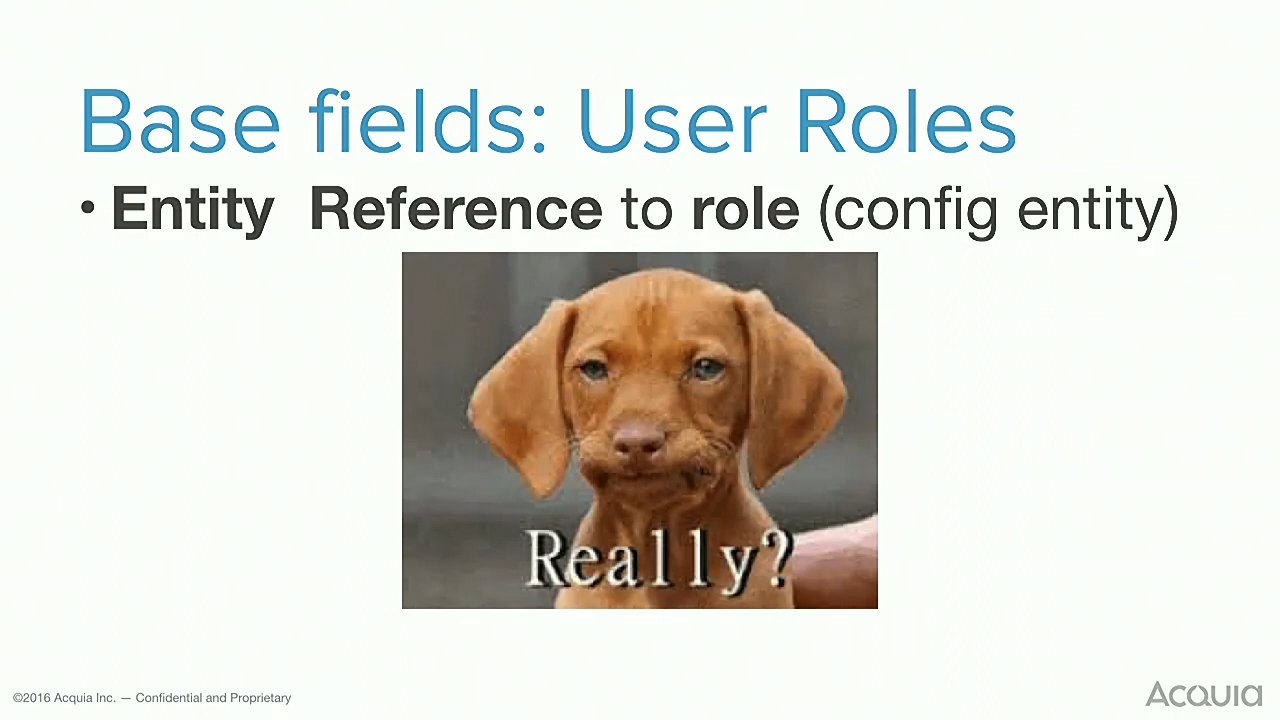 Base fields: User Roles
• Entity  Reference to role (config entity)
Really?
©2016 Acquia Inc. — Confidential and Proprietary
Acquia